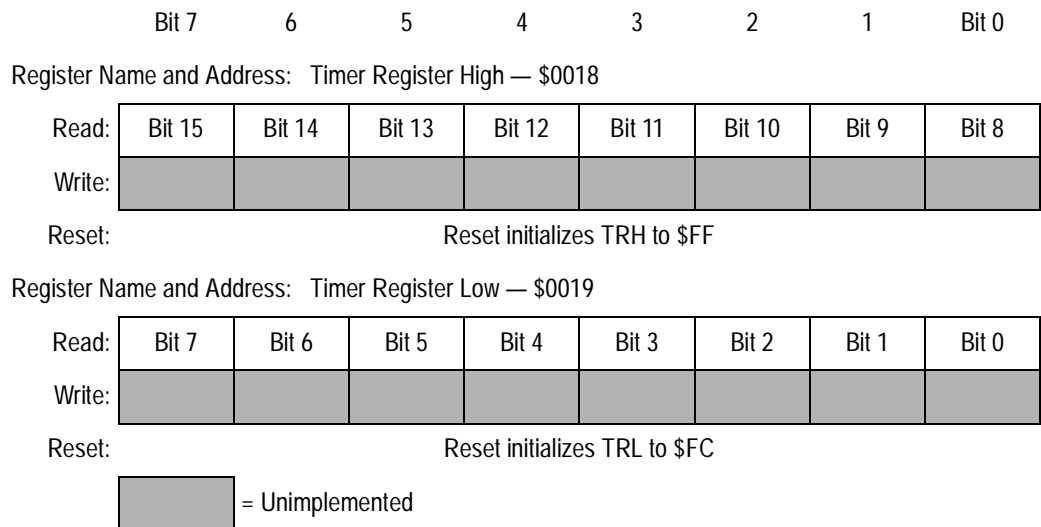 Bit 7 6 5 4 3 2 1 Bit 0
Register Name and Address: Timer Register High — $0018
Read: Bit 15 Bit 14 Bit 13 Bit 12 Bit 11 Bit 10 Bit 9 Bit 8
Write:
Reset: Reset initializes TRH to $FF
Register Name and Address: Timer Register Low — $0019
Read: Bit 7 Bit 6 Bit 5 Bit 4 Bit 3 Bit 2 Bit 1 Bit 0
Write:
Reset: Reset initializes TRL to $FC
= Unimplemented